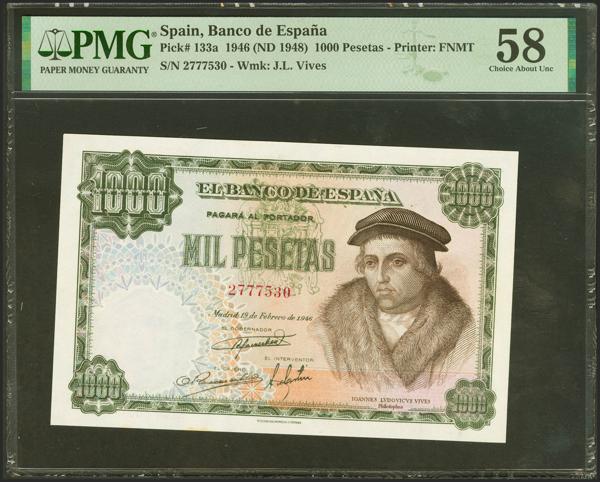 PMG®
PAPER MONEY GUARANTY
Spain, Banco de España
Pick# 133a 1946 (ND 1948) 1000 Pesetas - Printer: FNMT
S/N 2777530 - Wmk: J.L. Vives
58
Choice About Unc
1000
1000
EL BANCO DE ESPAÑA
PAGARÁ AL PORTADOR
MIL PESETAS
2777530
Madrid, 19 de Febrero de 1946
EL GOBERNADOR
EL INTERVENTOR
EL CAJERO
1000
IOANNES LVDOVICVS VIVES
Philosophus
1000